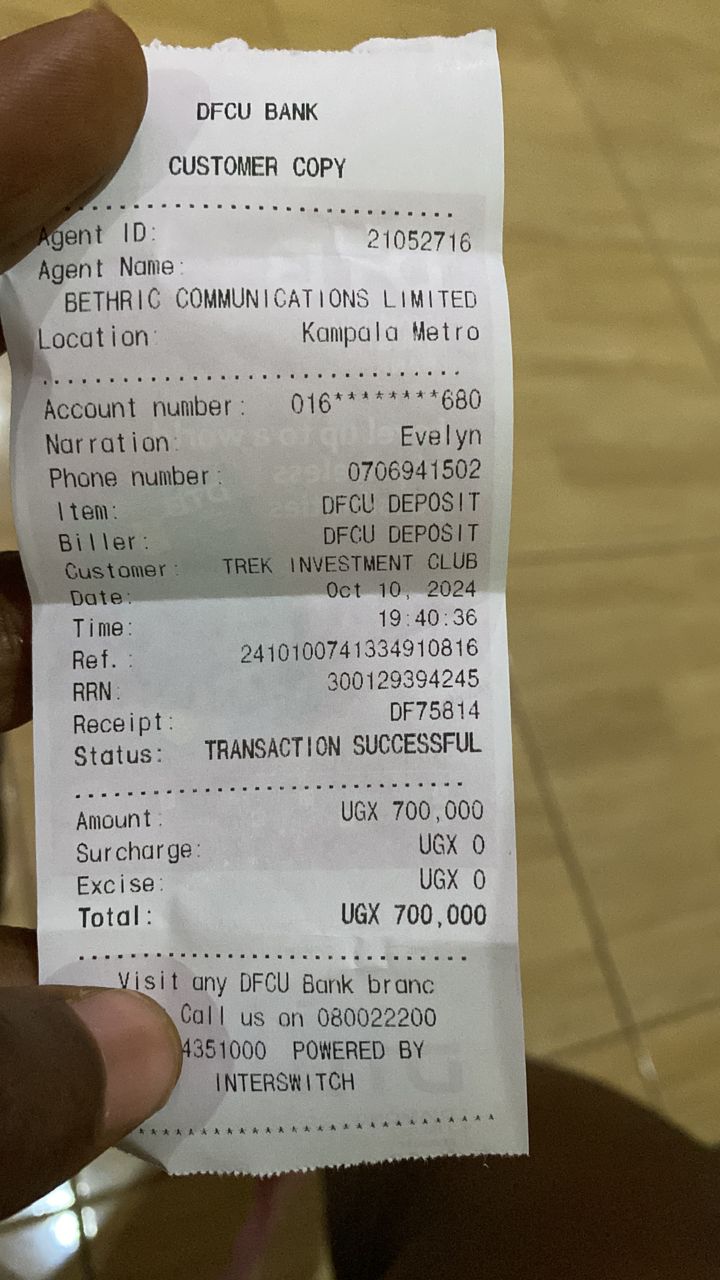 DFCU BANK
CUSTOMER COPY
Agent ID: 21052716
Agent Name:
BETHRIC COMMUNICATIONS LIMITED
Location: Kampala Metro
Account number: 016********680
Narration: Evelyn
Phone number: 0706941502
Item: DFCU DEPOSIT
Biller: DFCU DEPOSIT
Customer: TREK INVESTMENT CLUB
Date: Oct 10, 2024
Time: 19:40:36
Ref. : 2410100741334910816
RRN: 300129394245
Receipt: DF75814
Status: TRANSACTION SUCCESSFUL
Amount: UGX 700,000
Surcharge: UGX 0
Excise: UGX 0
Total: UGX 700,000
Visit any DFCU Bank branc
Call us on 080022200
4351000 POWERED BY
INTERSWITCH